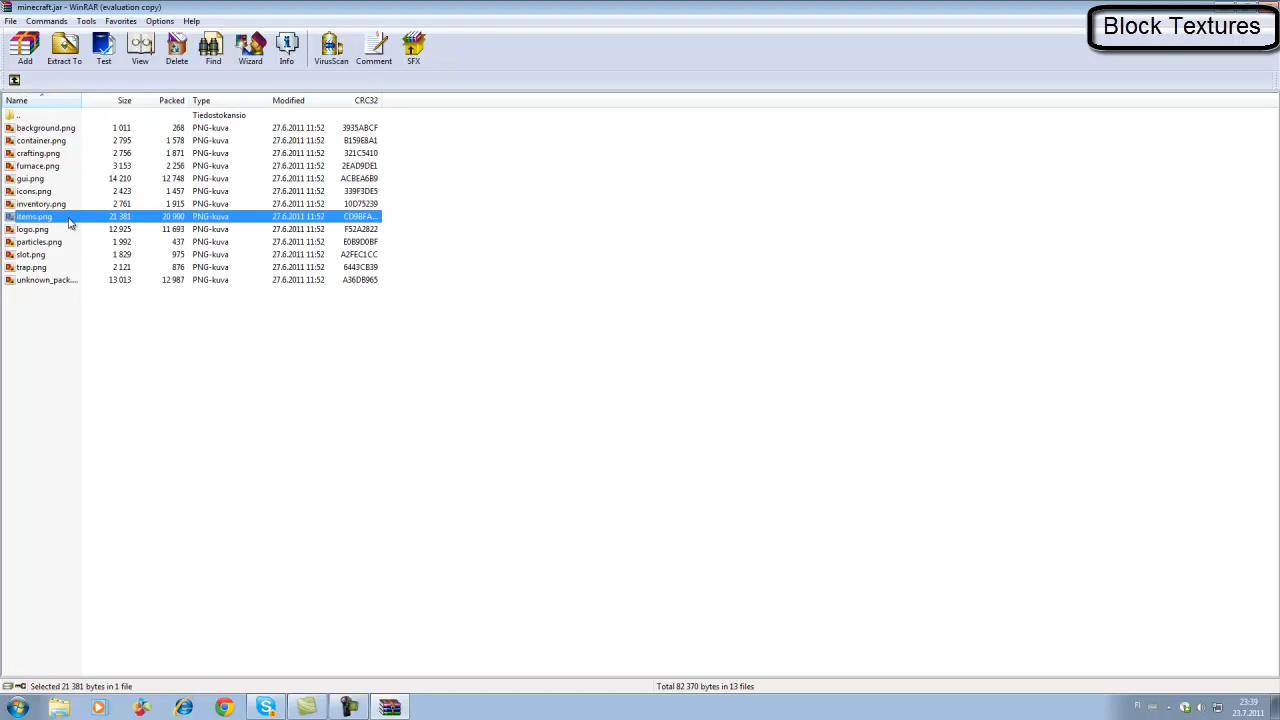 minecraft.jar - WinRAR (evaluation copy)
Block Textures
File Commands Tools Favorites Options Help
Add Extract To Test View Delete Find Wizard Info VirusScan Comment SFX
Name Size Packed Type Modified CRC32
.. Tiedostokansio
background.png 1 011 268 PNG-kuva 27.6.2011 11:52 3935ABCF
container.png 2 795 1 578 PNG-kuva 27.6.2011 11:52 B159E8A1
crafting.png 2 756 1 871 PNG-kuva 27.6.2011 11:52 321C5410
furnace.png 3 153 2 256 PNG-kuva 27.6.2011 11:52 2EAD9DE1
gui.png 14 210 12 748 PNG-kuva 27.6.2011 11:52 ACBEA6B9
icons.png 2 423 1 457 PNG-kuva 27.6.2011 11:52 339F3DE5
inventory.png 2 761 1 915 PNG-kuva 27.6.2011 11:52 10D75239
items.png 21 381 20 990 PNG-kuva 27.6.2011 11:52 CD9BFA...
logo.png 12 925 11 693 PNG-kuva 27.6.2011 11:52 F52A2822
particles.png 1 992 437 PNG-kuva 27.6.2011 11:52 E0B9D0BF
slot.png 1 829 975 PNG-kuva 27.6.2011 11:52 A2FEC1CC
trap.png 2 121 876 PNG-kuva 27.6.2011 11:52 6443CB39
unknown_pack.... 13 013 12 987 PNG-kuva 27.6.2011 11:52 A36DB965
Selected 21 381 bytes in 1 file Total 82 370 bytes in 13 files
FI 23:39
23.7.2011